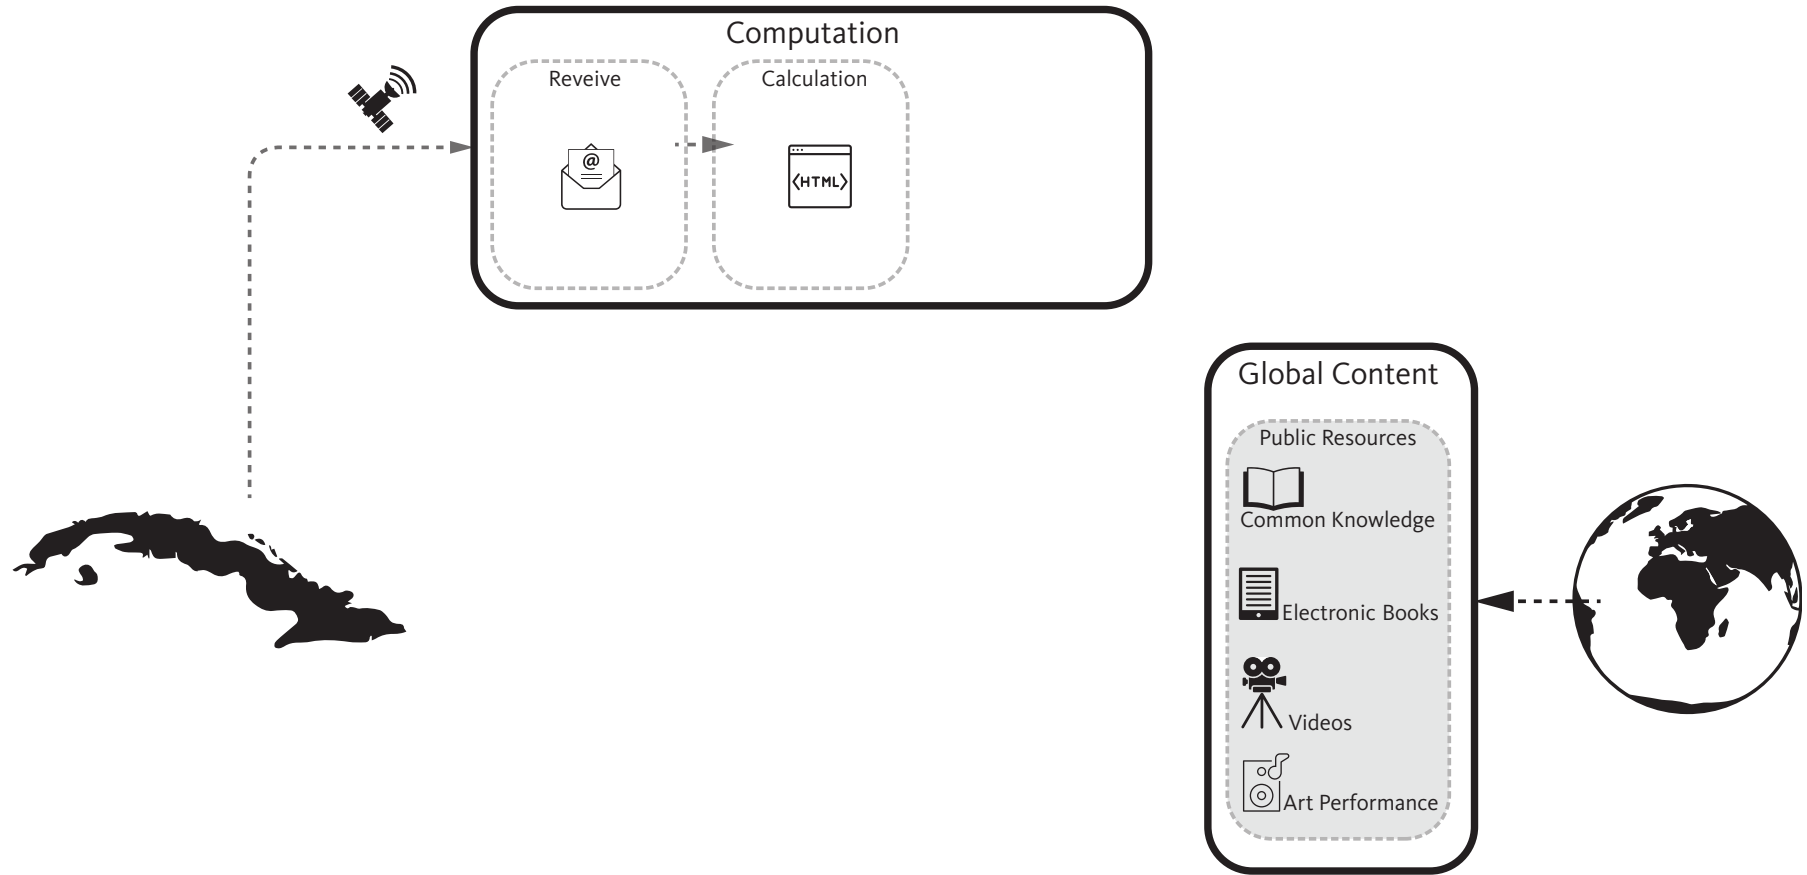 Computation
Reveive
Calculation
@
<HTML>
Global Content
Public Resources
Common Knowledge
Electronic Books
Videos
Art Performance